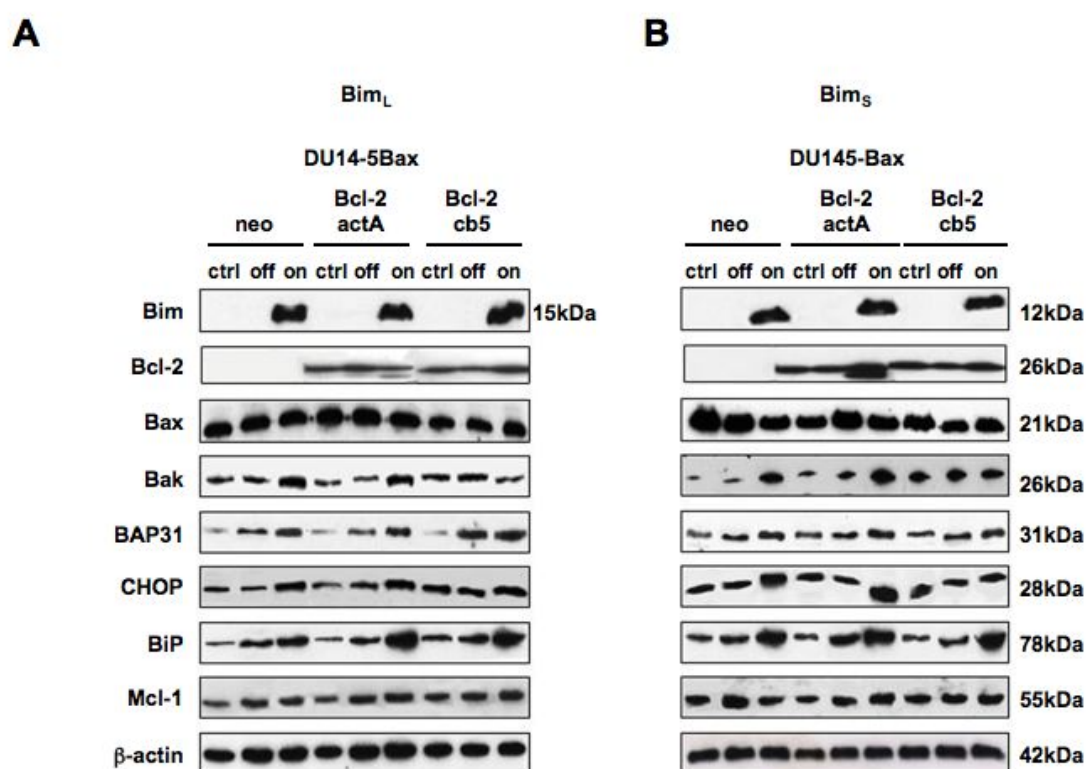 A B
Bim_L Bim_S
DU14-5Bax DU145-Bax
Bcl-2 Bcl-2 Bcl-2 Bcl-2
neo actA cb5 neo actA cb5
ctrl off on ctrl off on ctrl off on ctrl off on ctrl off on ctrl off on
Bim 15kDa 12kDa
Bcl-2 26kDa
Bax 21kDa
Bak 26kDa
BAP31 31kDa
CHOP 28kDa
BiP 78kDa
Mcl-1 55kDa
β-actin 42kDa